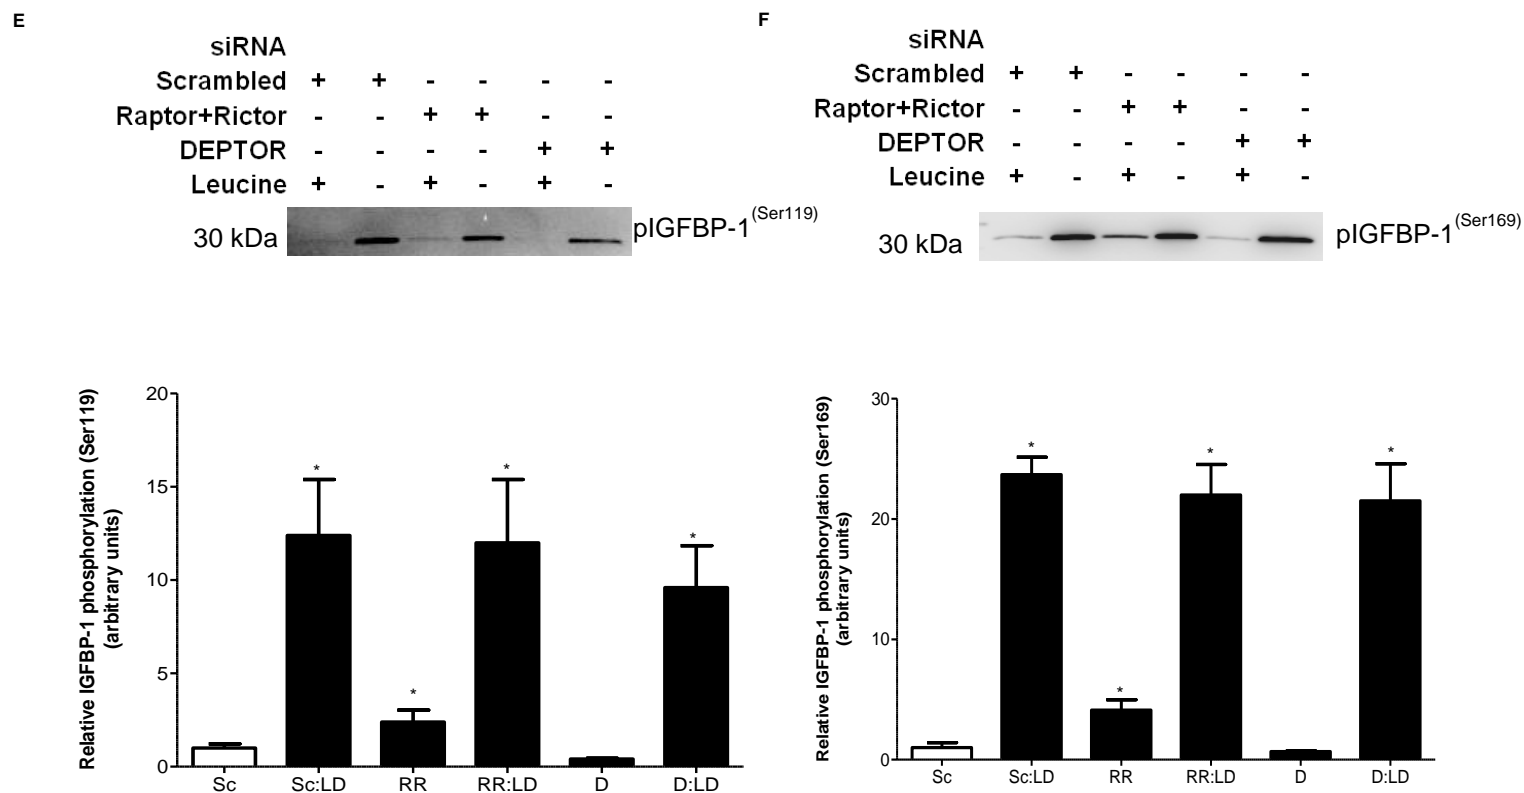 E
siRNA
Scrambled + + - - - -
Raptor+Rictor - - + + - -
DEPTOR - - - - + +
Leucine + - + - + -
30 kDa
pIGFBP-1(Ser119)
Relative IGFBP-1 phosphorylation (Ser119)
(arbitrary units)
20
15
10
5
0
* * * *
Sc Sc:LD RR RR:LD D D:LD
F
siRNA
Scrambled + + - - - -
Raptor+Rictor - - + + - -
DEPTOR - - - - + +
Leucine + - + - + -
30 kDa
pIGFBP-1(Ser169)
Relative IGFBP-1 phosphorylation (Ser169)
(arbitrary units)
30
20
10
0
* * * *
Sc Sc:LD RR RR:LD D D:LD